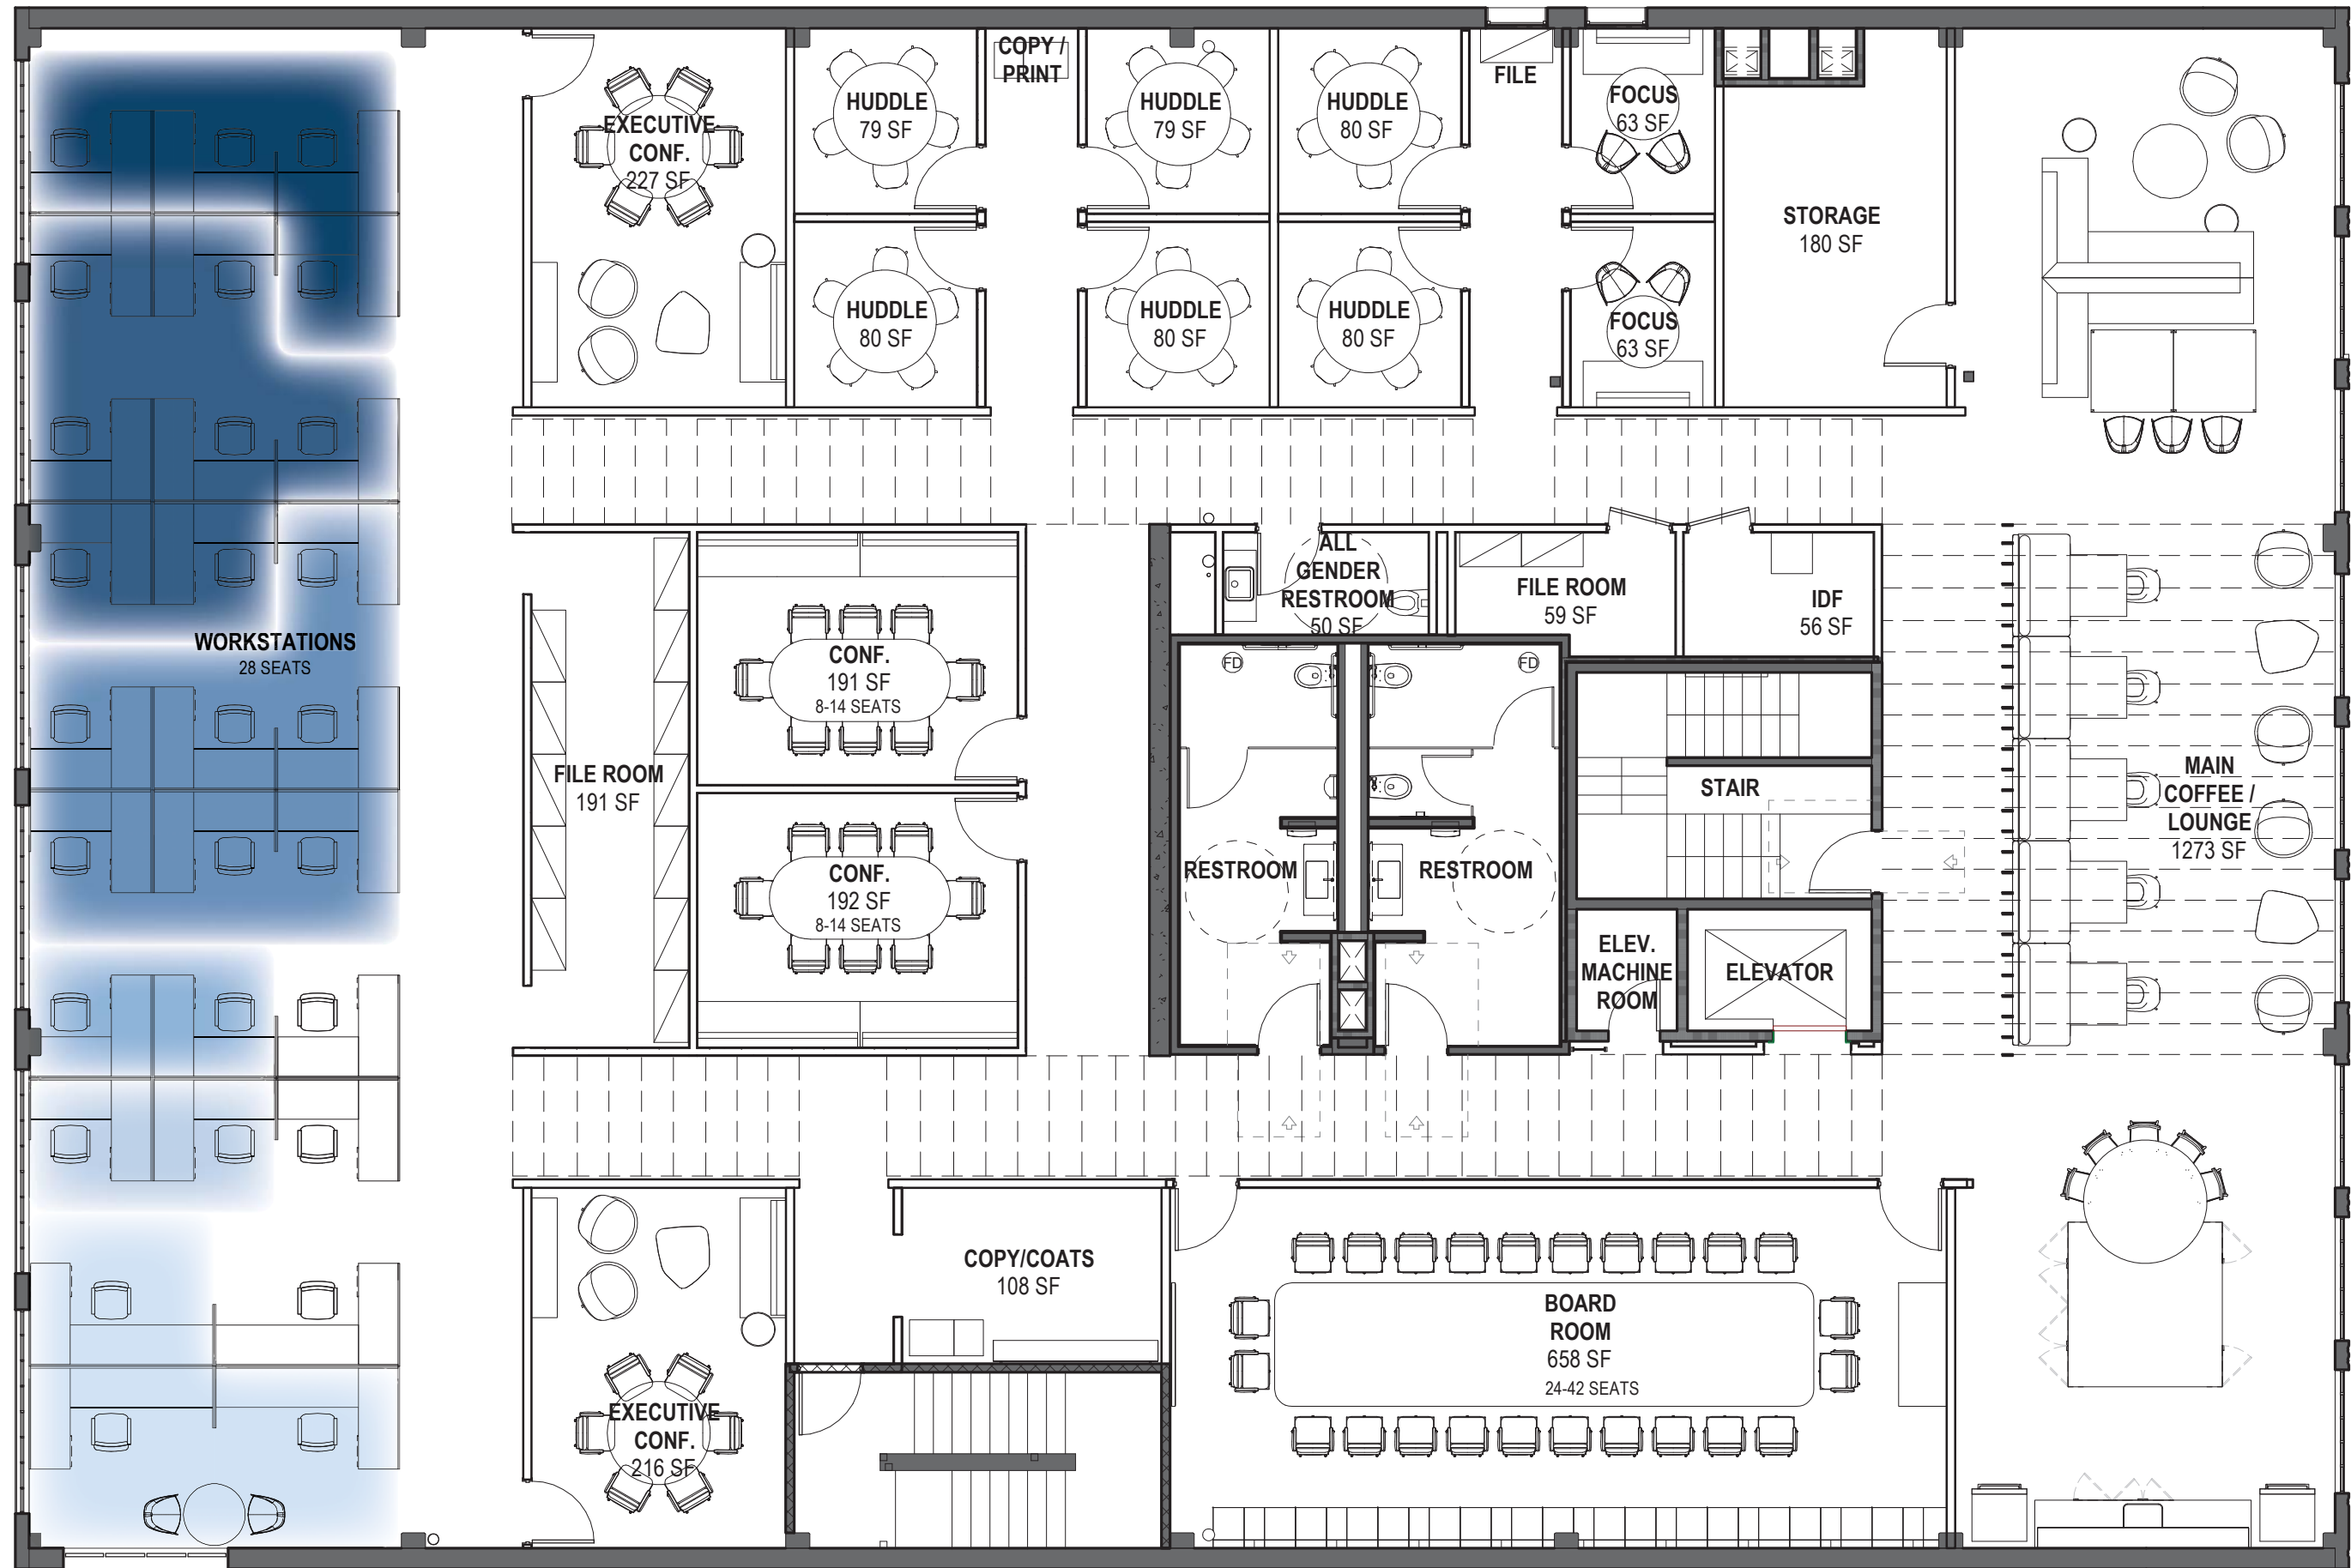 COPY /
PRINT
FILE
HUDDLE
79 SF
HUDDLE
79 SF
HUDDLE
80 SF
FOCUS
63 SF
EXECUTIVE
CONF.
227 SF
STORAGE
180 SF
HUDDLE
80 SF
HUDDLE
80 SF
HUDDLE
80 SF
FOCUS
63 SF
ALL
GENDER
RESTROOM
50 SF
FILE ROOM
59 SF
IDF
56 SF
WORKSTATIONS
28 SEATS
CONF.
191 SF
8-14 SEATS
FD
FD
FILE ROOM
191 SF
STAIR
MAIN
COFFEE /
LOUNGE
1273 SF
CONF.
192 SF
8-14 SEATS
RESTROOM
RESTROOM
ELEV.
MACHINE
ROOM
ELEVATOR
COPY/COATS
108 SF
BOARD
ROOM
658 SF
24-42 SEATS
EXECUTIVE
CONF.
216 SF